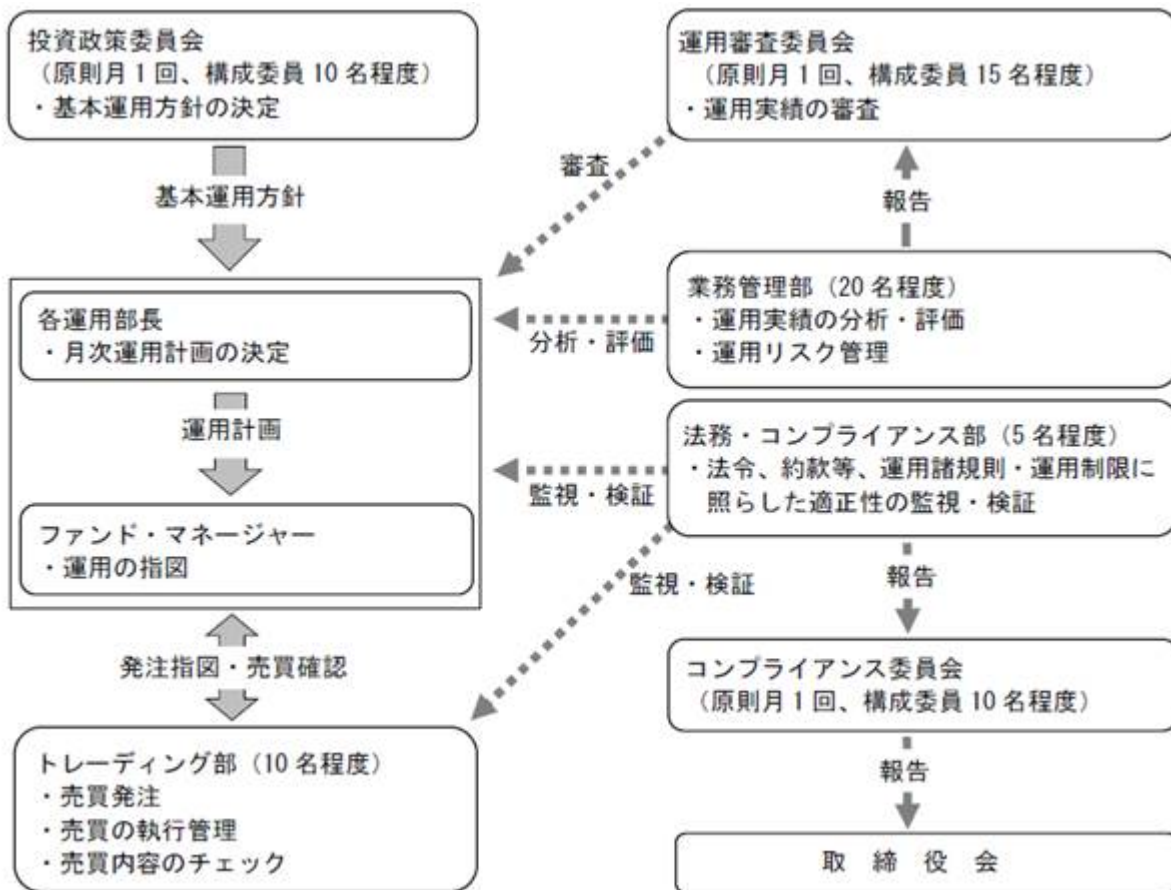 投資政策委員会
（原則月1回、構成委員10名程度）
・基本運用方針の決定
基本運用方針
各運用部長
・月次運用計画の決定
運用計画
ファンド・マネージャー
・運用の指図
発注指図・売買確認
トレーディング部（10名程度）
・売買発注
・売買の執行管理
・売買内容のチェック
運用審査委員会
（原則月1回、構成委員15名程度）
・運用実績の審査
審査
報告
業務管理部（20名程度）
・運用実績の分析・評価
・運用リスク管理
分析・評価
法務・コンプライアンス部（5名程度）
・法令、約款等、運用諸規則・運用制限に
照らした適正性の監視・検証
監視・検証
監視・検証
報告
コンプライアンス委員会
（原則月1回、構成委員10名程度）
報告
取締役会